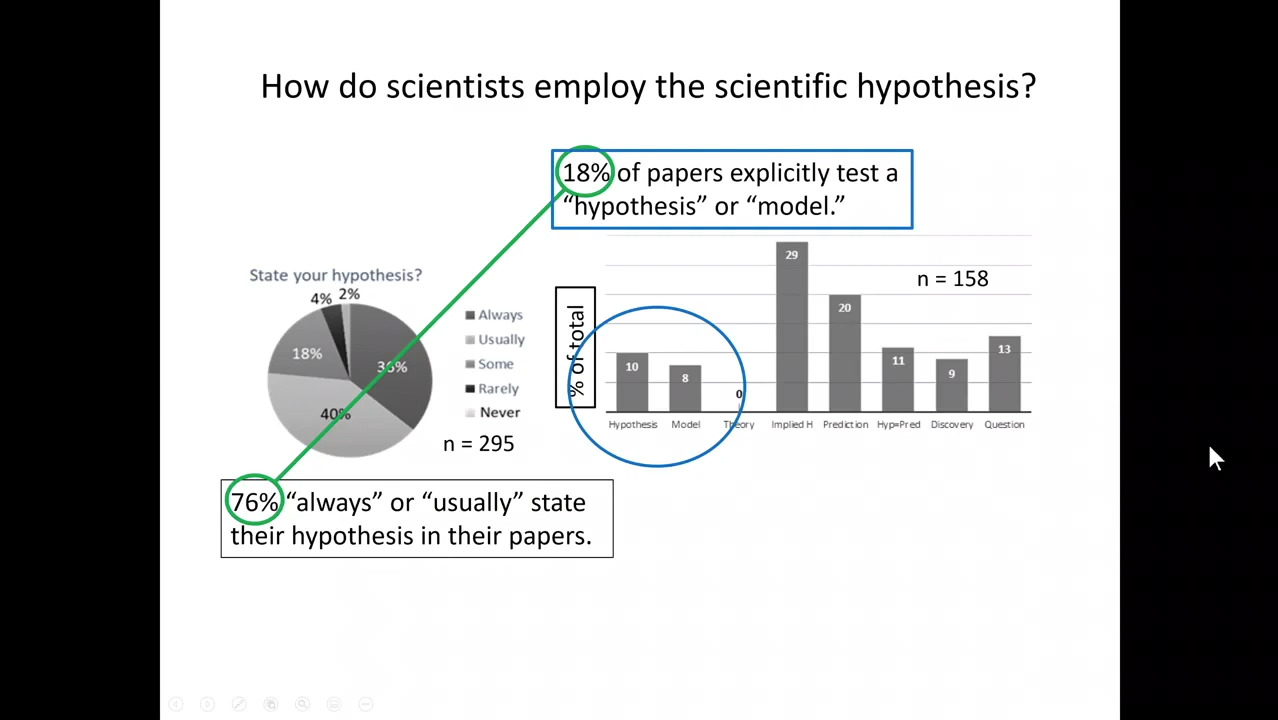 How do scientists employ the scientific hypothesis?
18% of papers explicitly test a
“hypothesis” or “model.”
State your hypothesis?
4% 2%
36%
18%
40%
Always
Usually
Some
Rarely
Never
n = 295
76% “always” or “usually” state
their hypothesis in their papers.
% of total
n = 158
10
8
0
29
20
11
9
13
Hypothesis Model Theory Implied H Prediction Hyp=Pred Discovery Question